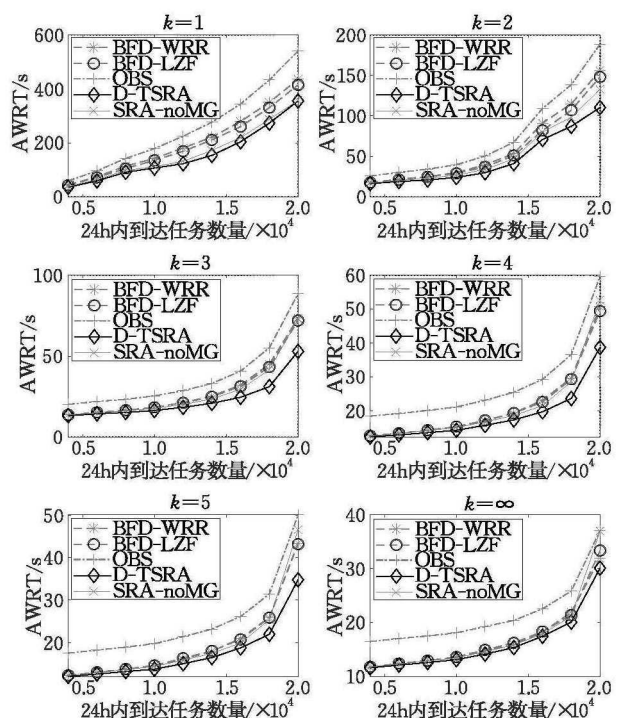 k=1
600
400
200
0
AWRT/s
BFD-WRR
BFD-LZF
OBS
D-TSRA
SRA-noMG
0.5 1.0 1.5 2.0
24h内到达任务数量/×10⁴
k=2
200
150
100
50
0
AWRT/s
BFD-WRR
BFD-LZF
OBS
D-TSRA
SRA-noMG
0.5 1.0 1.5 2.0
24h内到达任务数量/×10⁴
k=3
100
50
0
AWRT/s
BFD-WRR
BFD-LZF
OBS
D-TSRA
SRA-noMG
0.5 1.0 1.5 2.0
24h内到达任务数量/×10⁴
k=4
60
50
40
30
20
AWRT/s
BFD-WRR
BFD-LZF
OBS
D-TSRA
SRA-noMG
0.5 1.0 1.5 2.0
24h内到达任务数量/×10⁴
k=5
50
40
30
20
AWRT/s
BFD-WRR
BFD-LZF
OBS
D-TSRA
SRA-noMG
0.5 1.0 1.5 2.0
24h内到达任务数量/×10⁴
k=∞
40
30
20
10
AWRT/s
BFD-WRR
BFD-LZF
OBS
D-TSRA
SRA-noMG
0.5 1.0 1.5 2.0
24h内到达任务数量/×10⁴